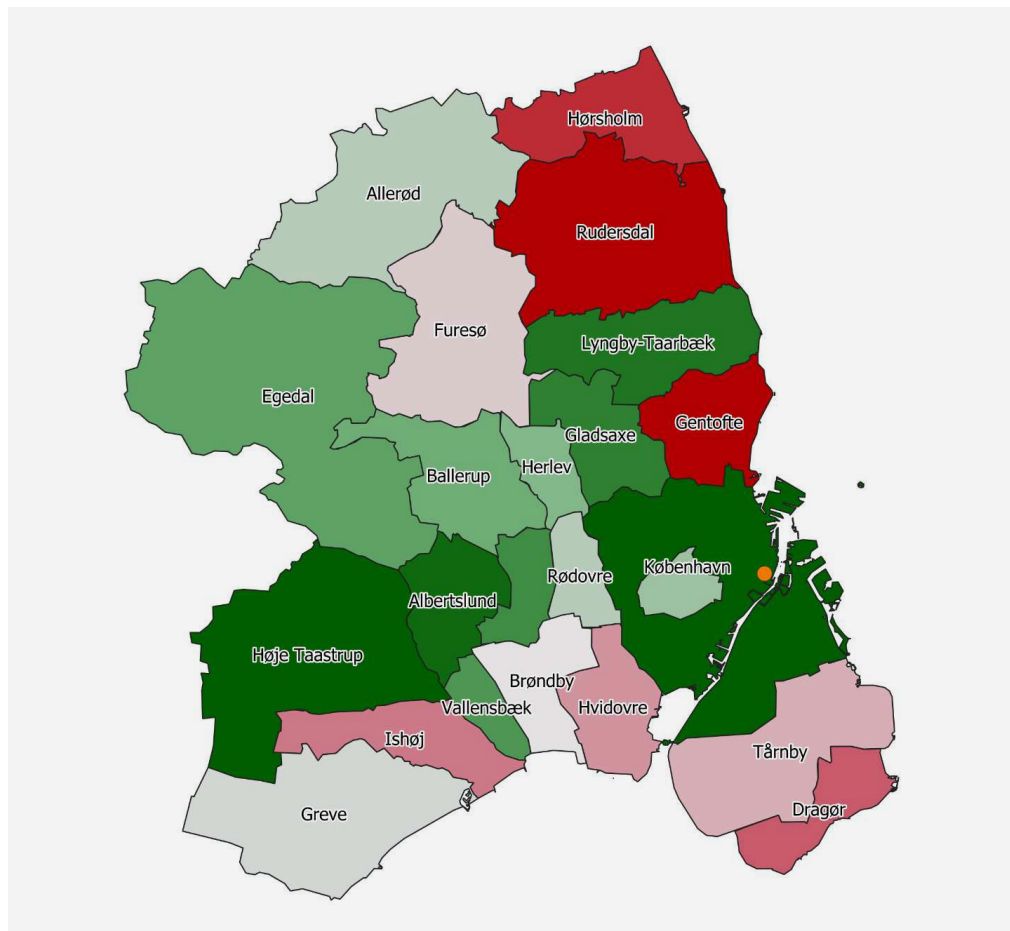 Hørsholm
Allerød
Rudersdal
Furesø
Lyngby-Taarbæk
Egedal
Gentofte
Gladsaxe
Herlev
Ballerup
København
Rødovre
Albertslund
Høje Taastrup
Brøndby
Vallensbæk
Hvidovre
Ishøj
Tårnby
Dragør
Greve